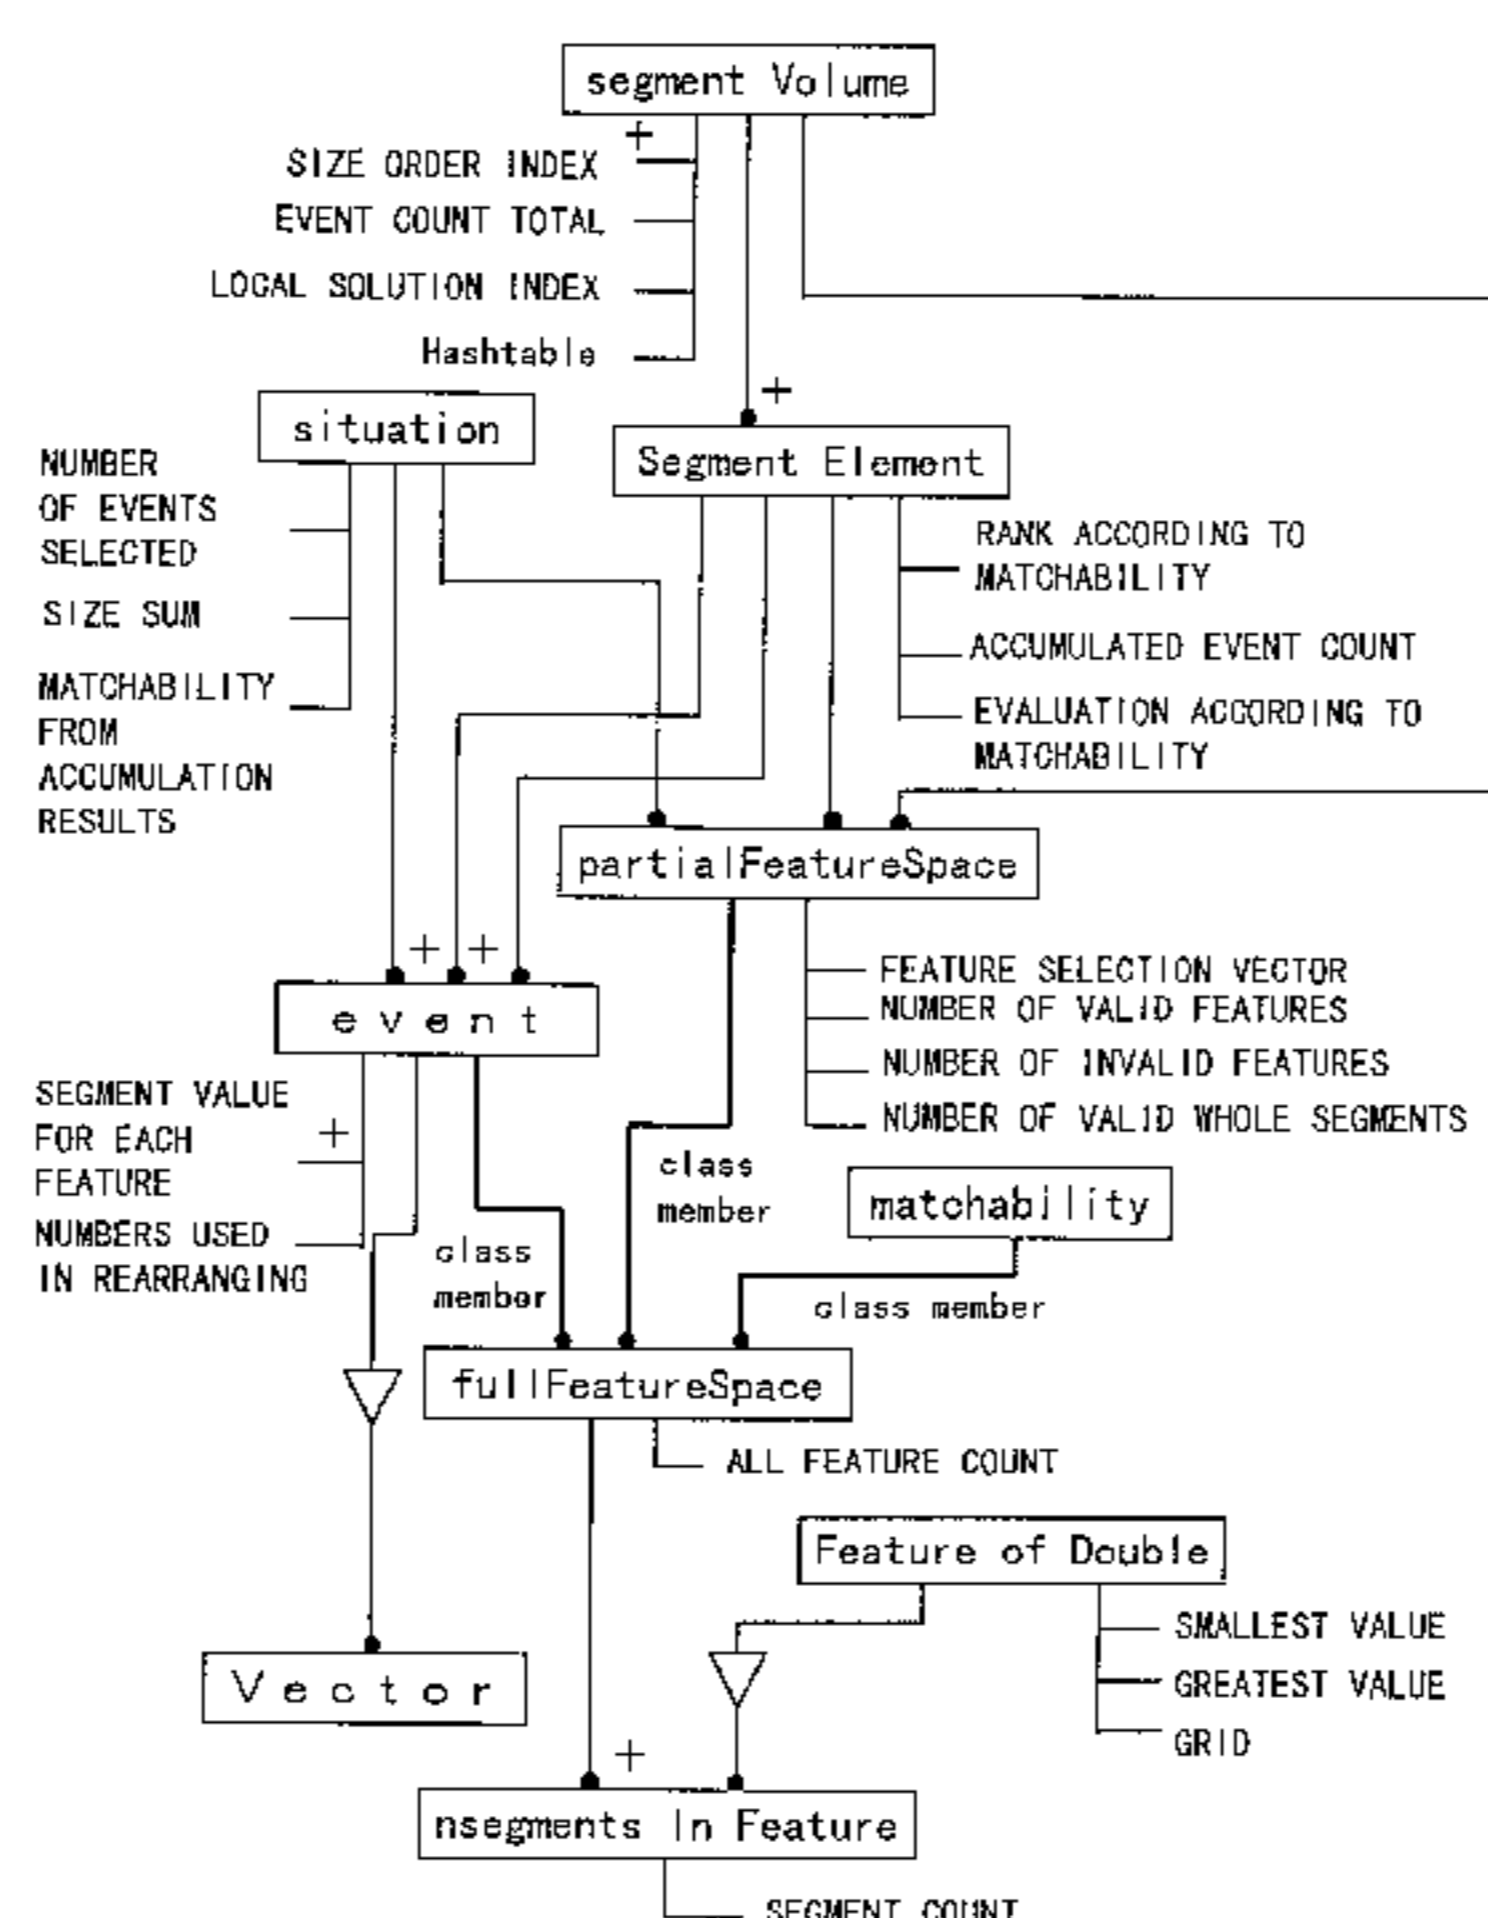 segment Volume
+
SIZE ORDER INDEX
EVENT COUNT TOTAL
LOCAL SOLUTION INDEX
Hashtable
+
situation
Segment Element
NUMBER
OF EVENTS
SELECTED
SIZE SUM
MATCHABILITY
FROM
ACCUMULATION
RESULTS
RANK ACCORDING TO
MATCHABILITY
ACCUMULATED EVENT COUNT
EVALUATION ACCORDING TO
MATCHABILITY
partialFeatureSpace
+ +
event
FEATURE SELECTION VECTOR
NUMBER OF VALID FEATURES
NUMBER OF INVALID FEATURES
NUMBER OF VALID WHOLE SEGMENTS
SEGMENT VALUE
FOR EACH +
FEATURE
NUMBERS USED
IN REARRANGING
class
member
class
member
matchability
class member
fullFeatureSpace
ALL FEATURE COUNT
Feature of Double
SMALLEST VALUE
GREATEST VALUE
GRID
Vector
+
nsegments In Feature
SEGMENT COUNT